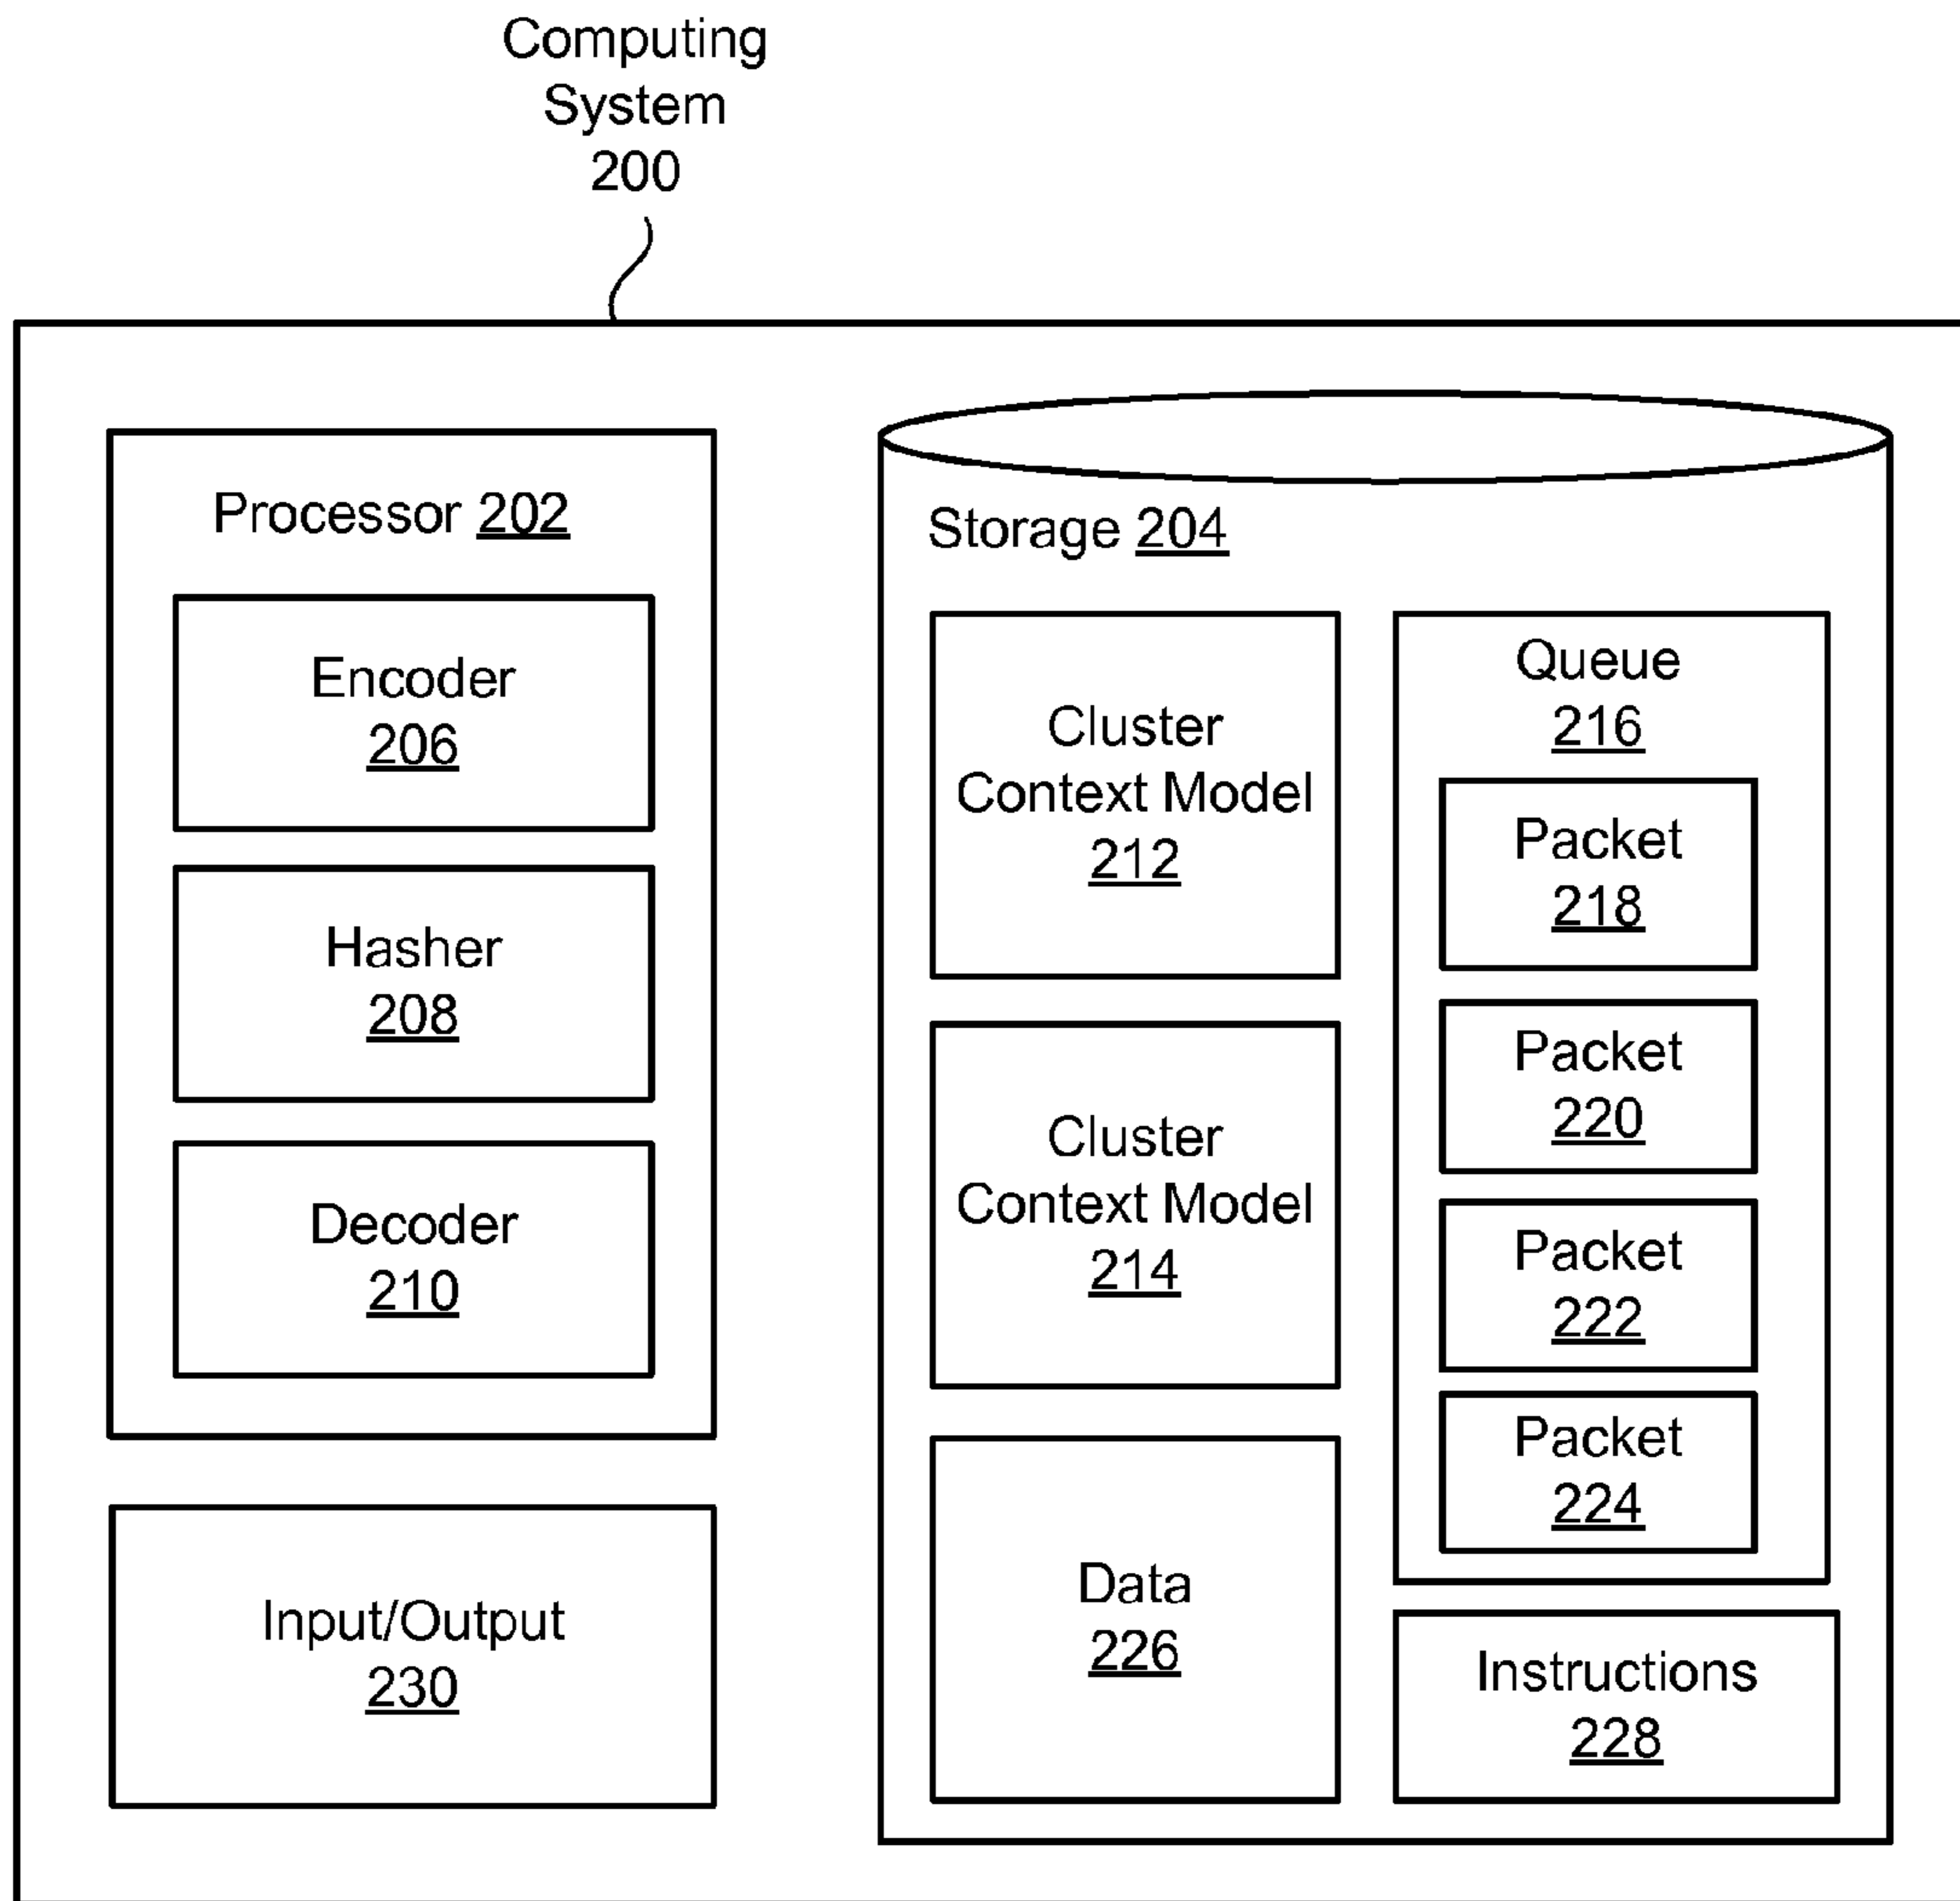 Computing
System
200
Processor 202
Encoder
206
Hasher
208
Decoder
210
Input/Output
230
Storage 204
Cluster
Context Model
212
Cluster
Context Model
214
Data
226
Queue
216
Packet
218
Packet
220
Packet
222
Packet
224
Instructions
228